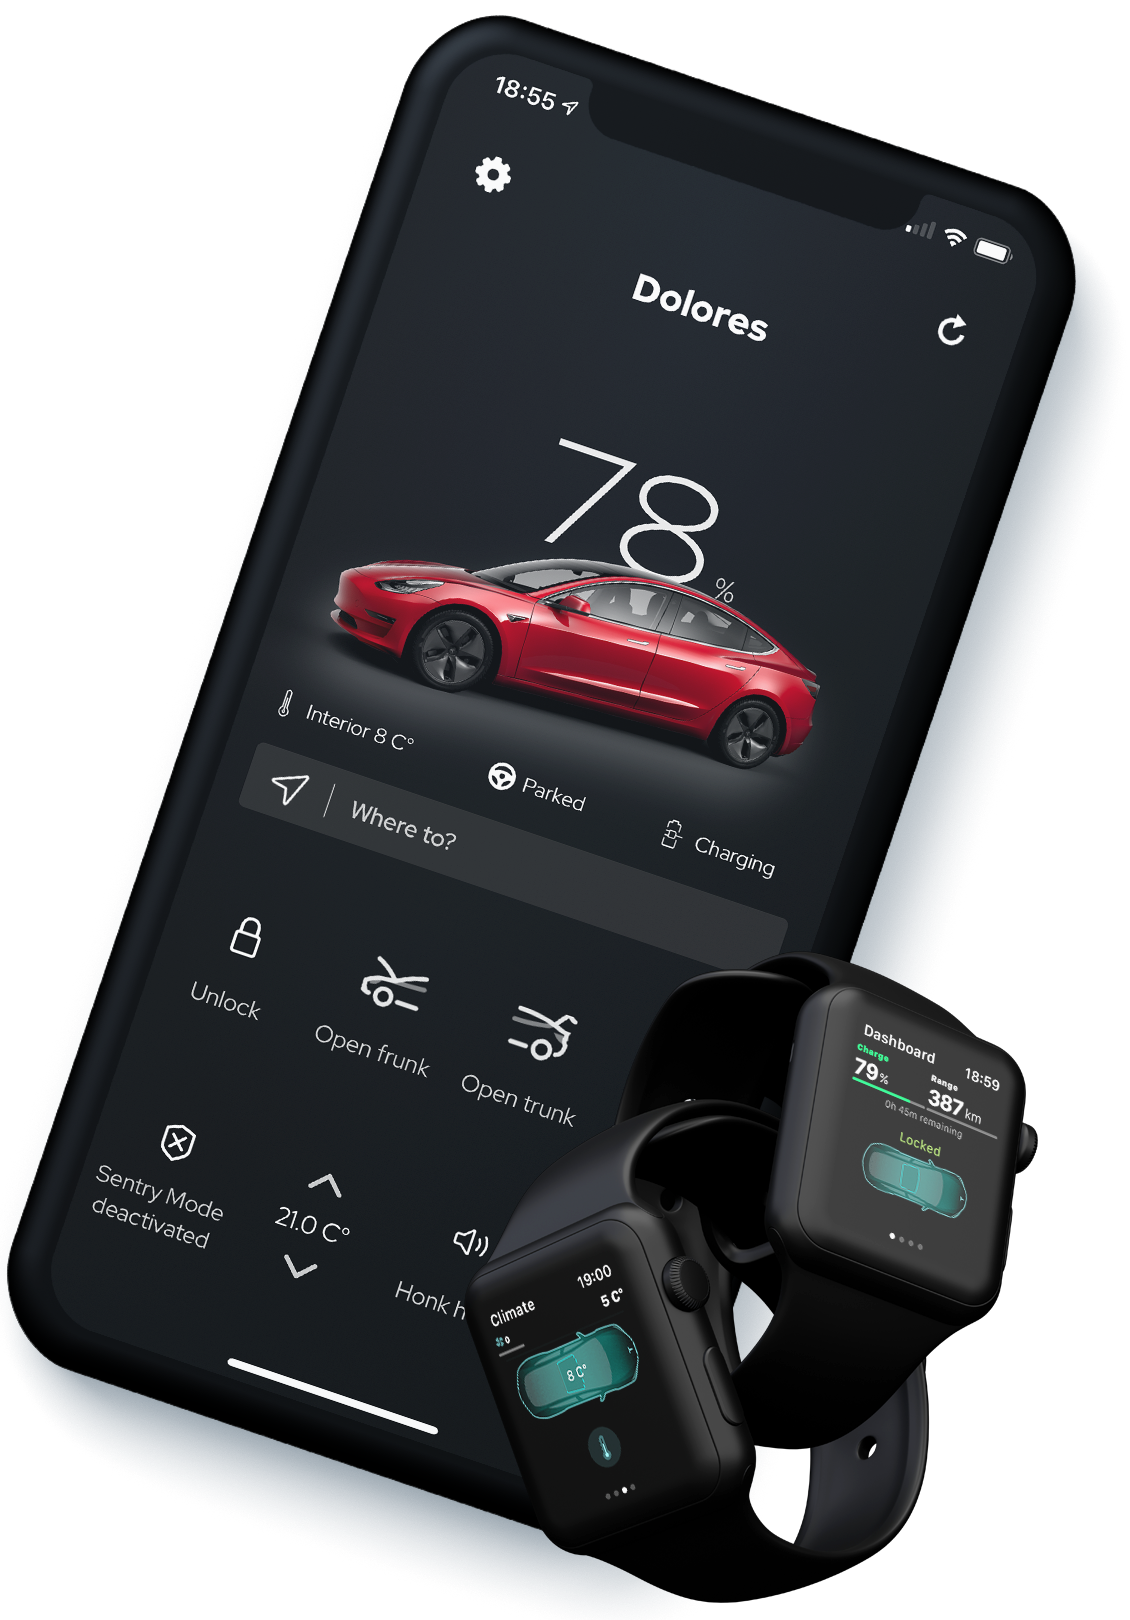 18:55
Dolores
78 %
Interior 8 C°
Parked
Charging
Where to?
Unlock
Open frunk
Open trunk
Sentry Mode
deactivated
21.0 C°
Honk
Dashboard
18:59
Charge
79%
Range
387 km
0h 45m remaining
Locked
19:00
Climate
5 C°
0
8 C°